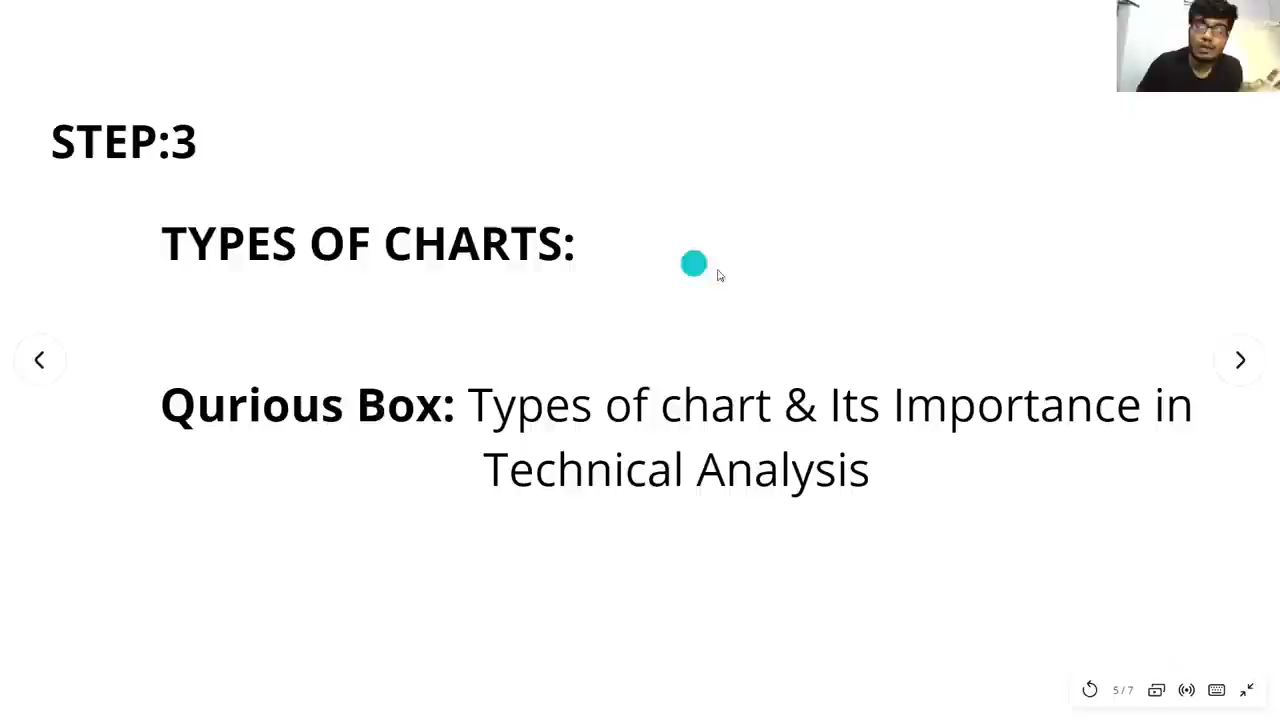 STEP:3
TYPES OF CHARTS:
Qurious Box: Types of chart & Its Importance in
Technical Analysis
5/7